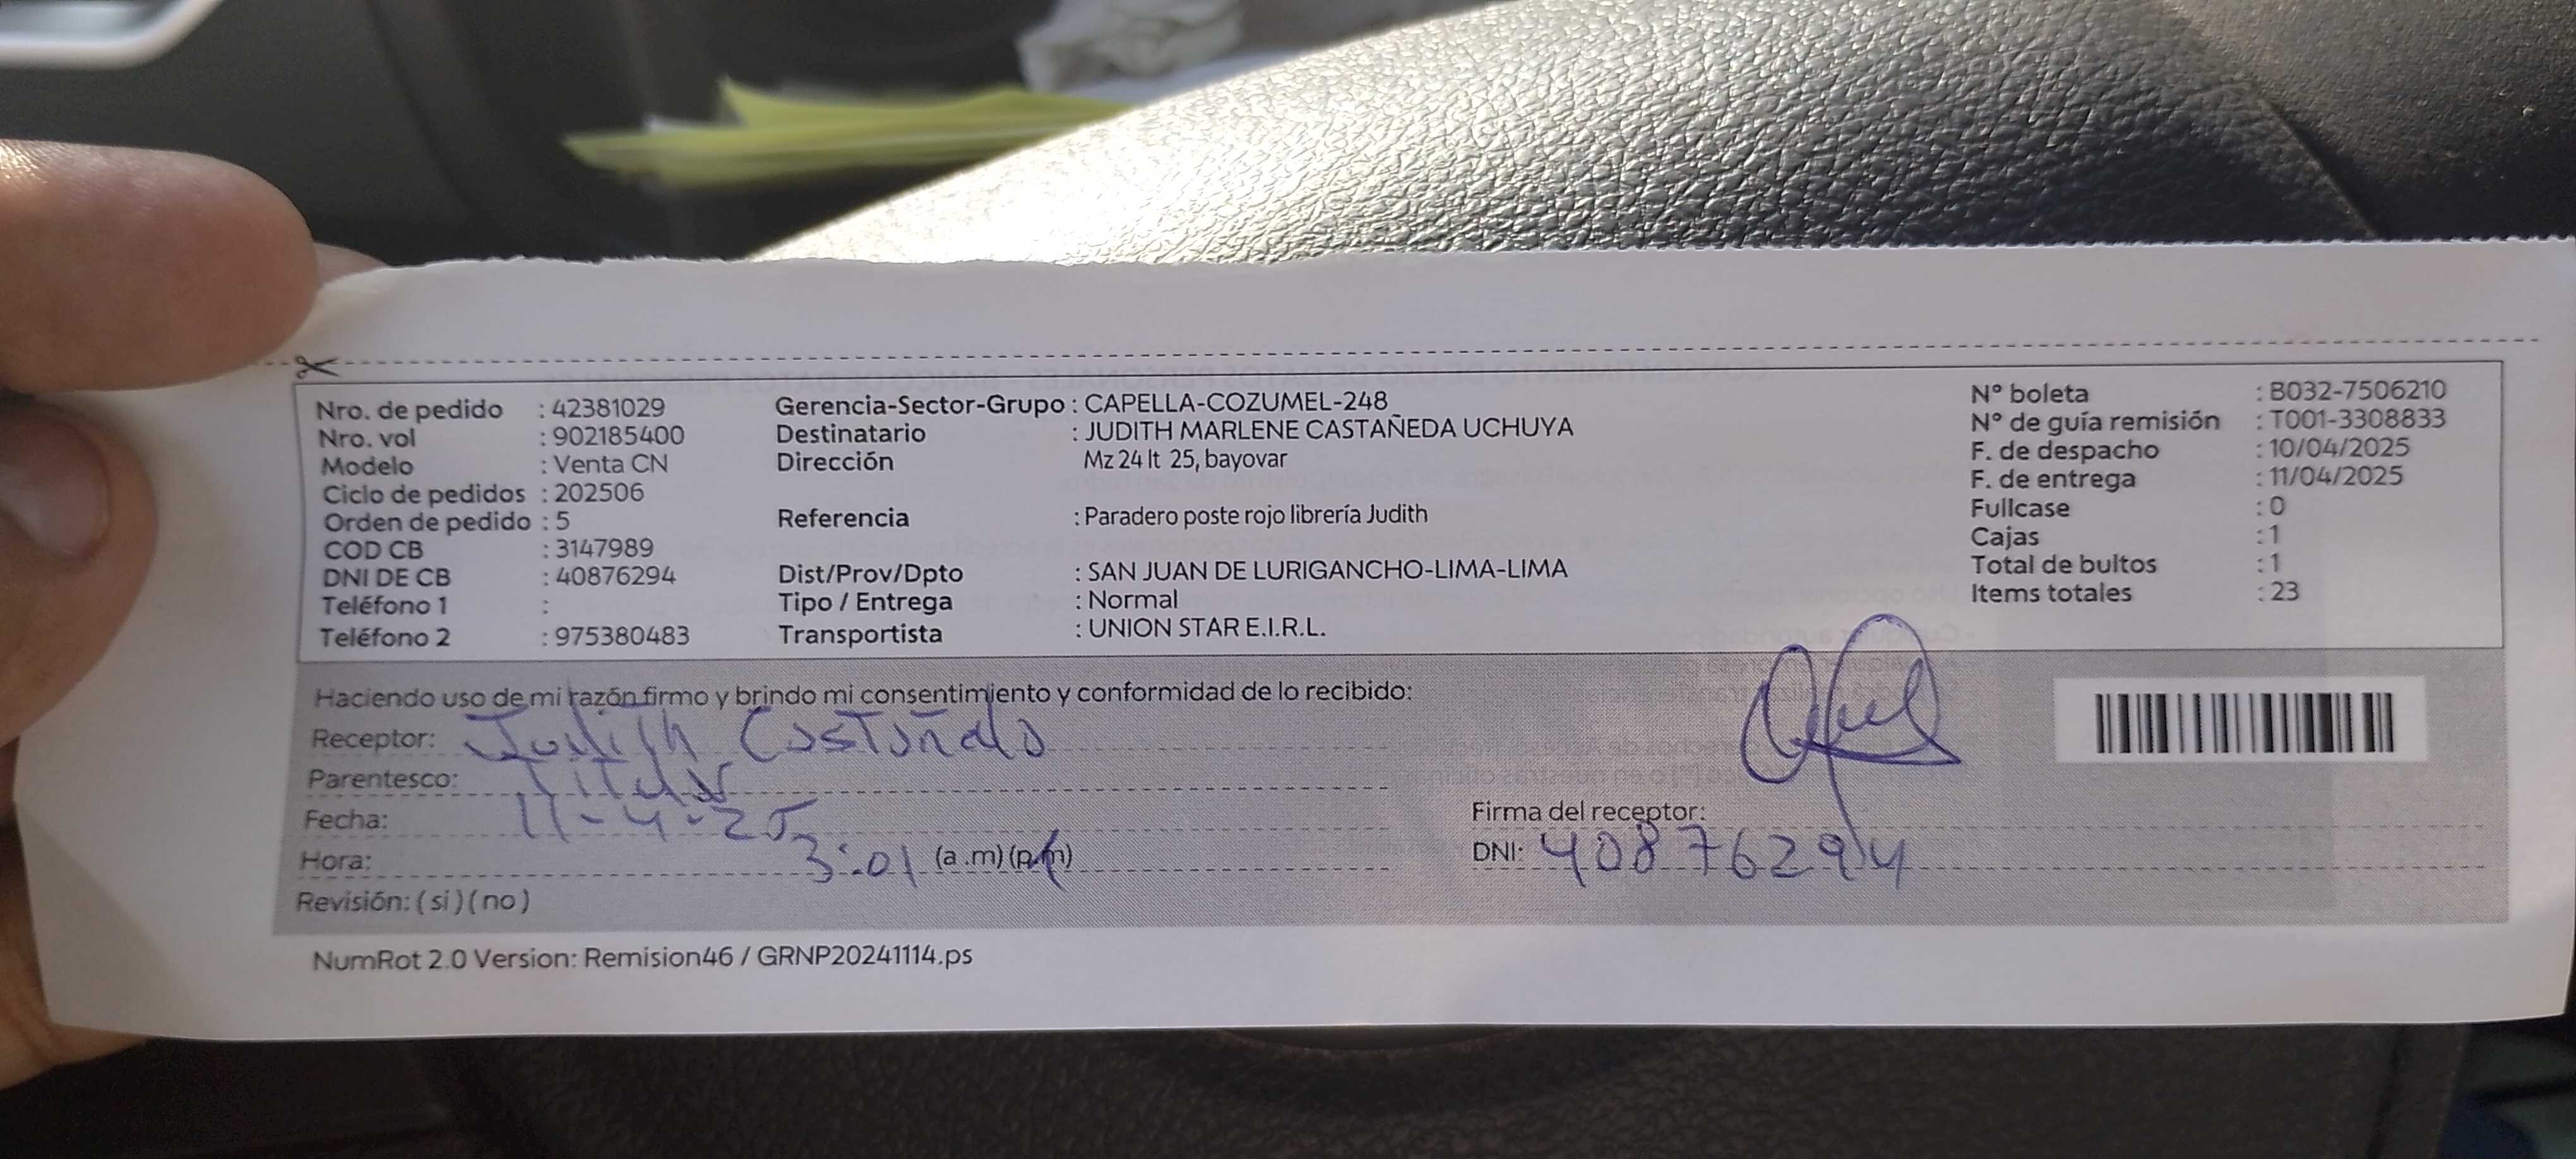 Nro. de pedido : 42381029
Nro. vol : 902185400
Modelo : Venta CN
Ciclo de pedidos : 202506
Orden de pedido : 5
COD CB : 3147989
DNI DE CB : 40876294
Teléfono 1 :
Teléfono 2 : 975380483
Gerencia-Sector-Grupo : CAPELLA-COZUMEL-248
Destinatario : JUDITH MARLENE CASTAÑEDA UCHUYA
Dirección Mz 24 lt 25, bayovar
Referencia : Paradero poste rojo librería Judith
Dist/Prov/Dpto : SAN JUAN DE LURIGANCHO-LIMA-LIMA
Tipo / Entrega : Normal
Transportista : UNION STAR E.I.R.L.
Nº boleta : B032-7506210
Nº de guía remisión : T001-3308833
F. de despacho : 10/04/2025
F. de entrega : 11/04/2025
Fullcase : 0
Cajas : 1
Total de bultos : 1
Items totales : 23
Haciendo uso de mi razón firmo y brindo mi consentimiento y conformidad de lo recibido:
Receptor: Judith Castañeda
Parentesco: Titular
Fecha: 11-4-25
Hora: 3:01 (a.m) (p.m)
Revisión: ( si ) ( no )
Firma del receptor:
DNI: 40876294
NumRot 2.0 Version: Remision46 / GRNP20241114.ps